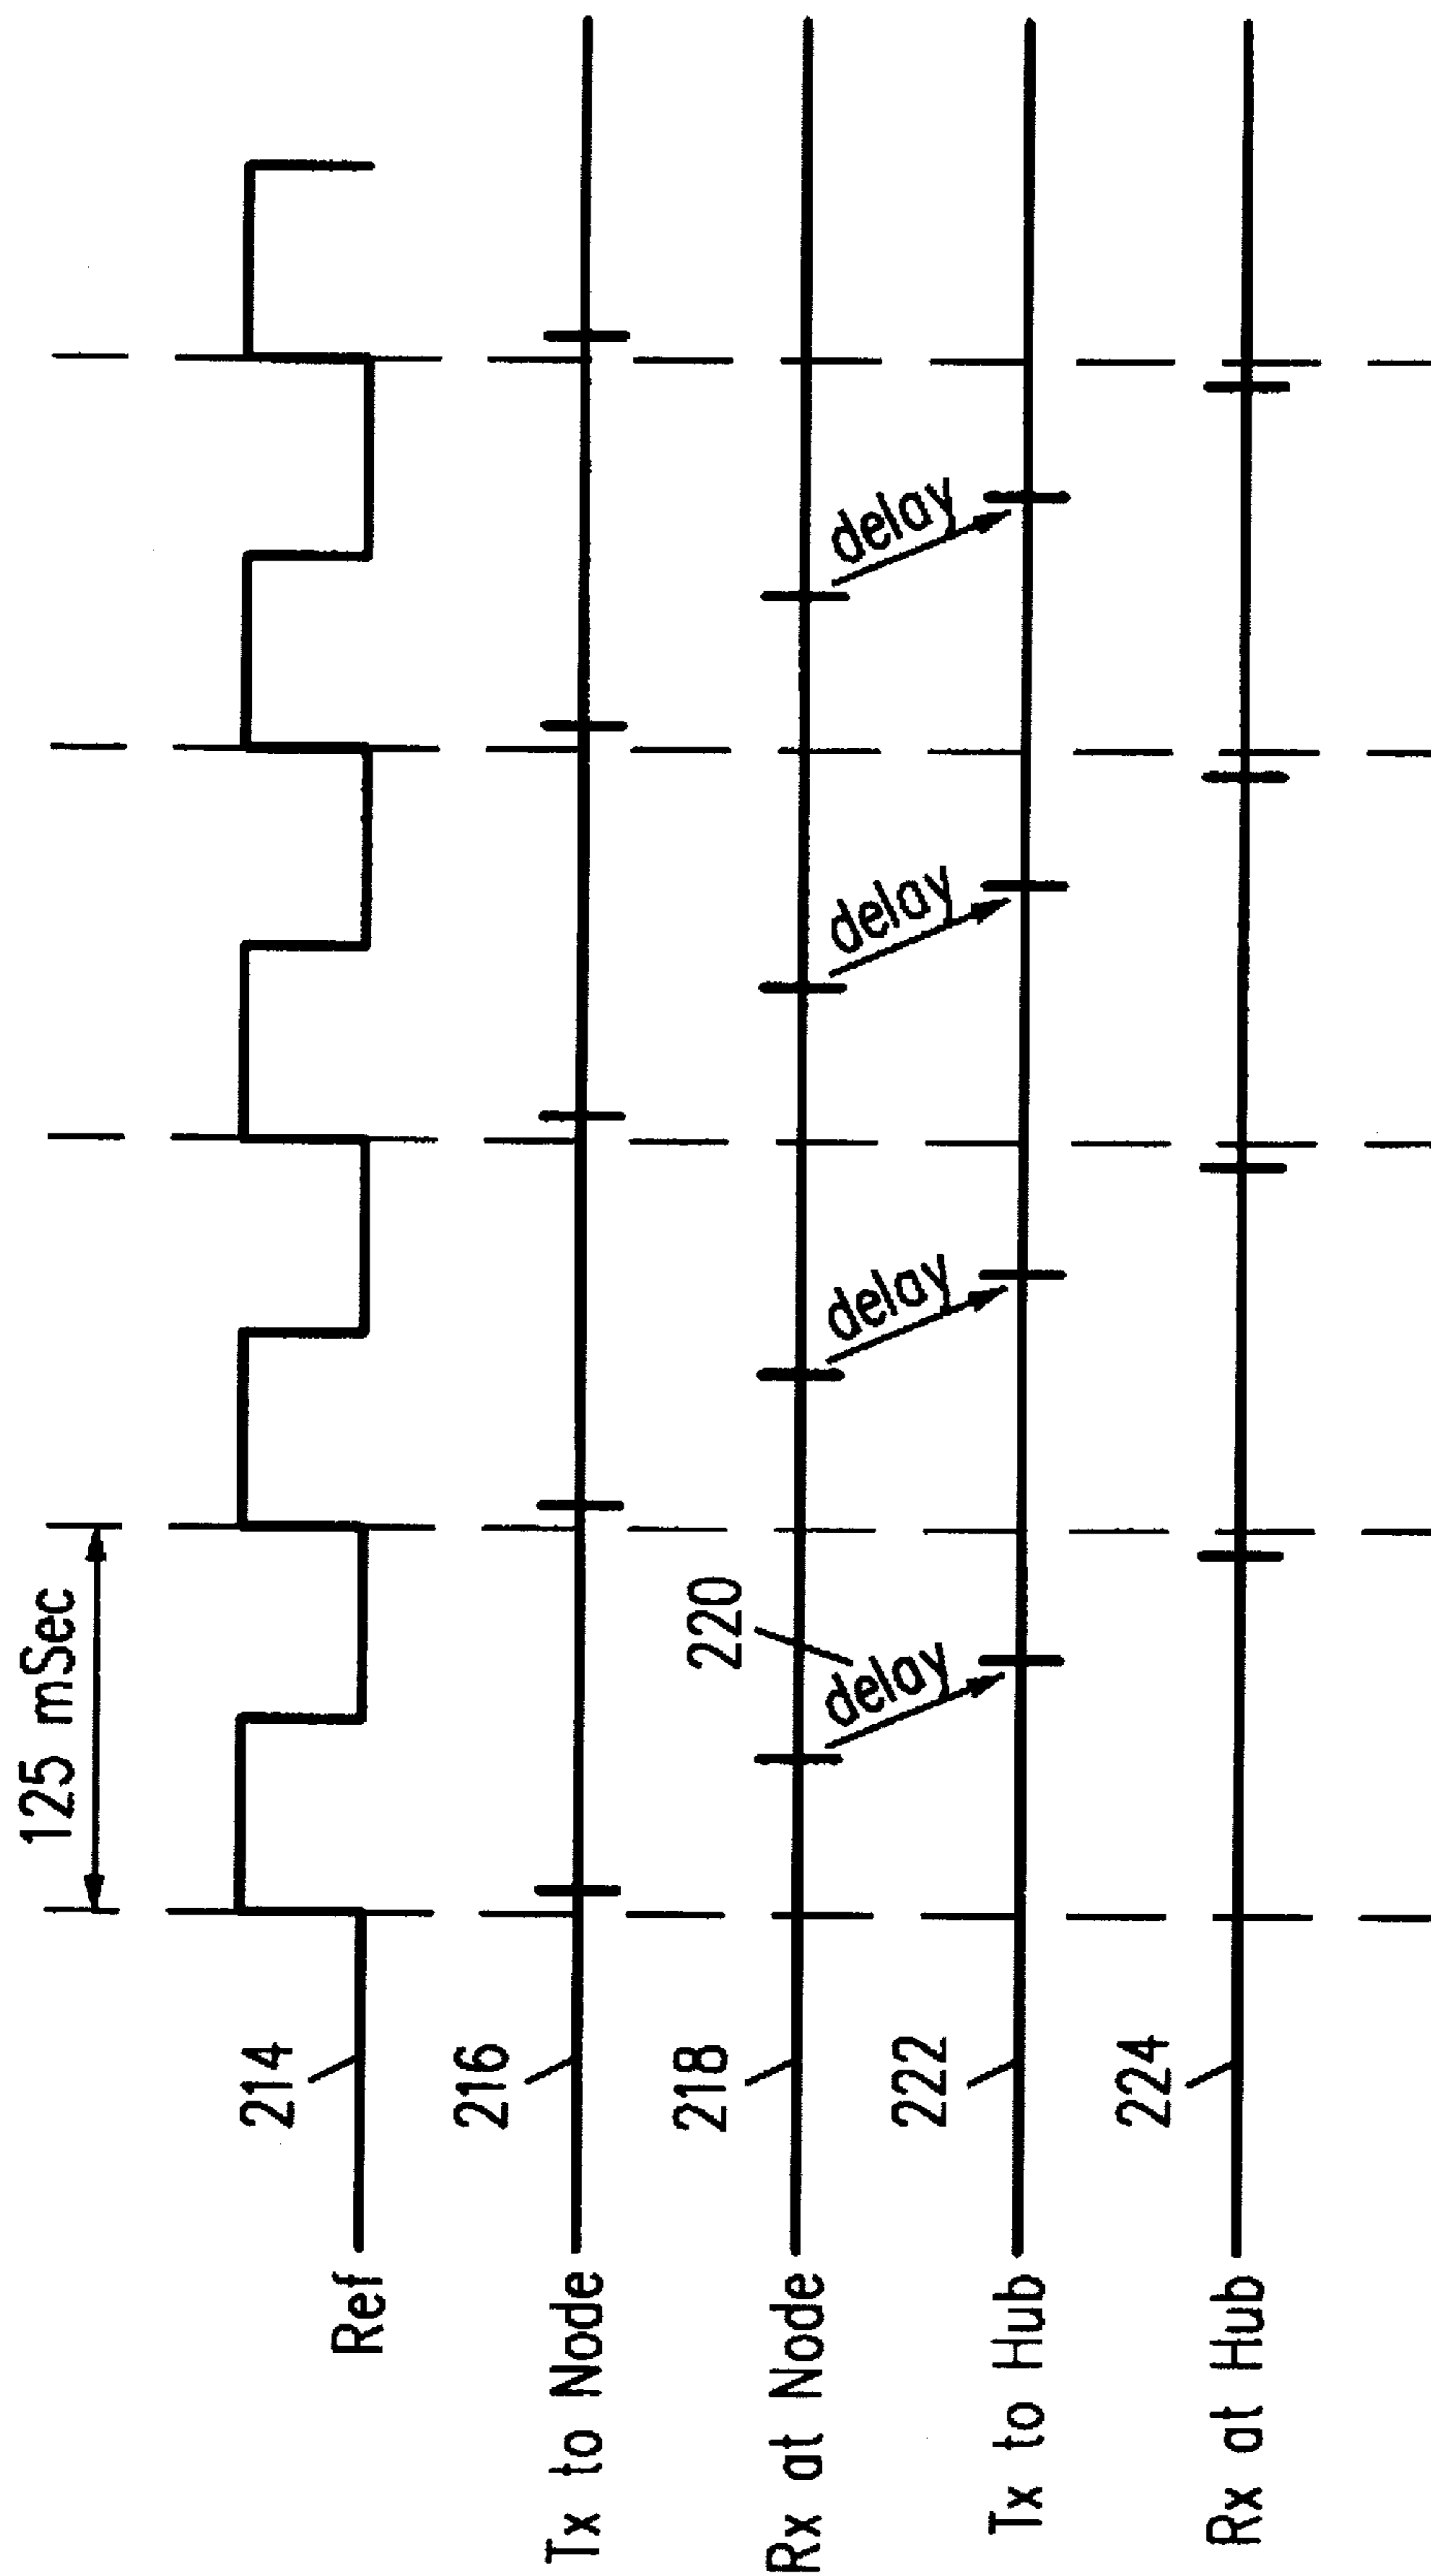 125 mSec
Ref
214
Tx to Node
216
Rx at Node
218
220
delay
delay
delay
delay
Tx to Hub
222
Rx at Hub
224